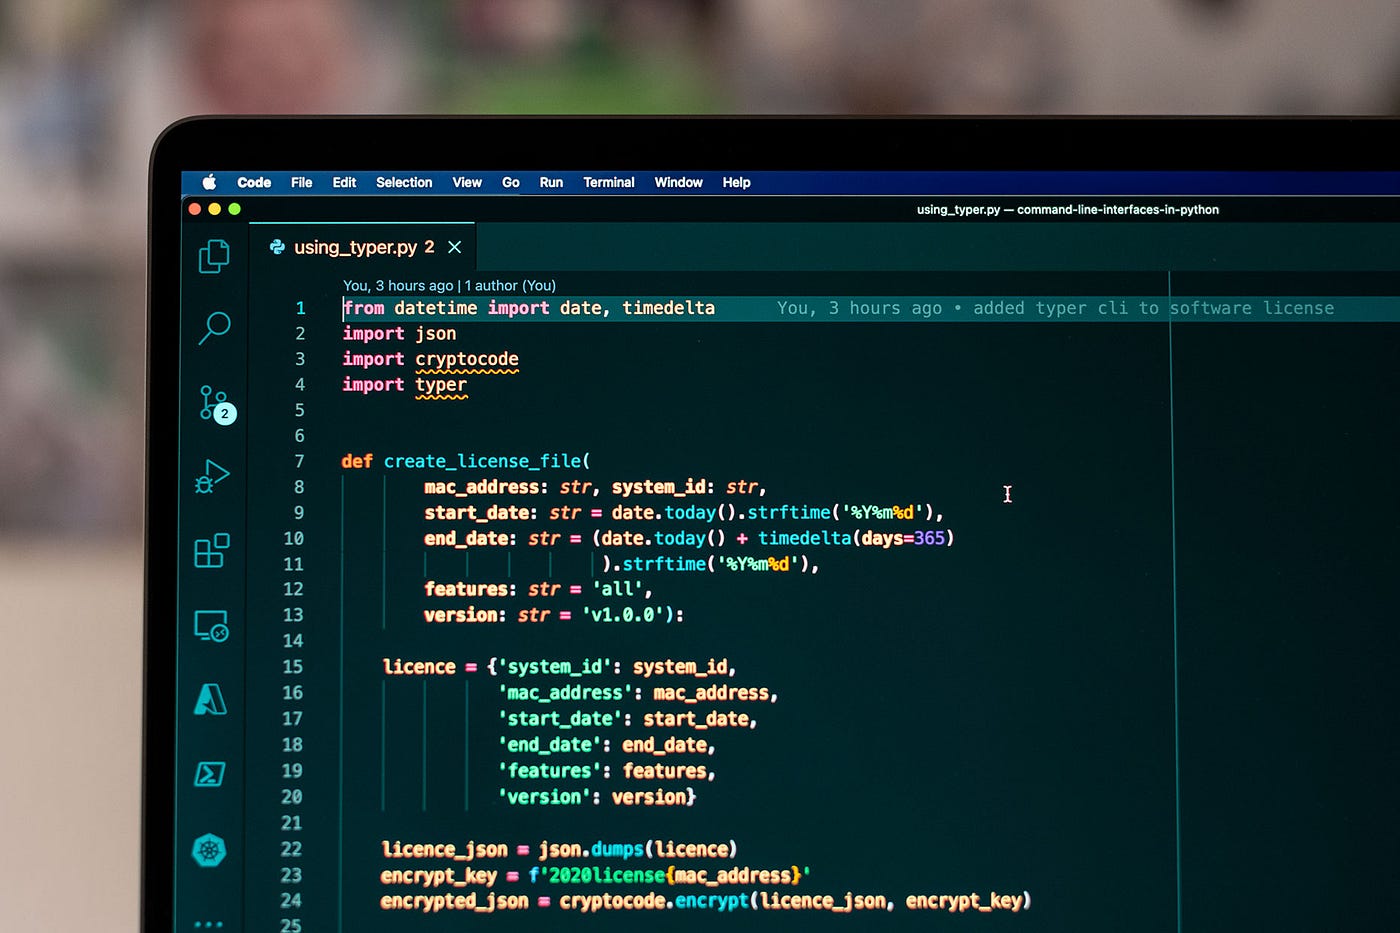 Code File Edit Selection View Go Run Terminal Window Help
using_typer.py — command-line-interfaces-in-python
using_typer.py 2
You, 3 hours ago | 1 author (You)
1 from datetime import date, timedelta You, 3 hours ago • added typer cli to software license
2 import json
3 import cryptocode
4 import typer
5
6
7 def create_license_file(
8 mac_address: str, system_id: str,
9 start_date: str = date.today().strftime('%Y%m%d'),
10 end_date: str = (date.today() + timedelta(days=365)
11 ).strftime('%Y%m%d'),
12 features: str = 'all',
13 version: str = 'v1.0.0'):
14
15 licence = {'system_id': system_id,
16 'mac_address': mac_address,
17 'start_date': start_date,
18 'end_date': end_date,
19 'features': features,
20 'version': version}
21
22 licence_json = json.dumps(licence)
23 encrypt_key = f'2020license{mac_address}'
24 encrypted_json = cryptocode.encrypt(licence_json, encrypt_key)
25
2